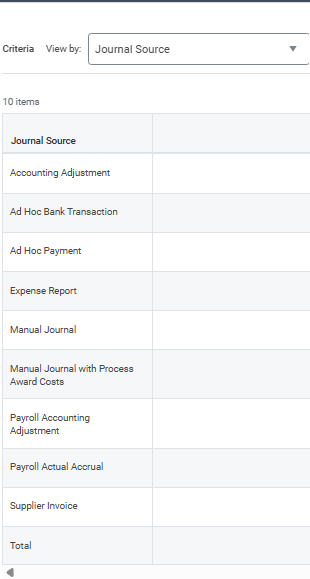 Criteria View by: Journal Source
10 items
Journal Source
Accounting Adjustment
Ad Hoc Bank Transaction
Ad Hoc Payment
Expense Report
Manual Journal
Manual Journal with Process
Award Costs
Payroll Accounting
Adjustment
Payroll Actual Accrual
Supplier Invoice
Total